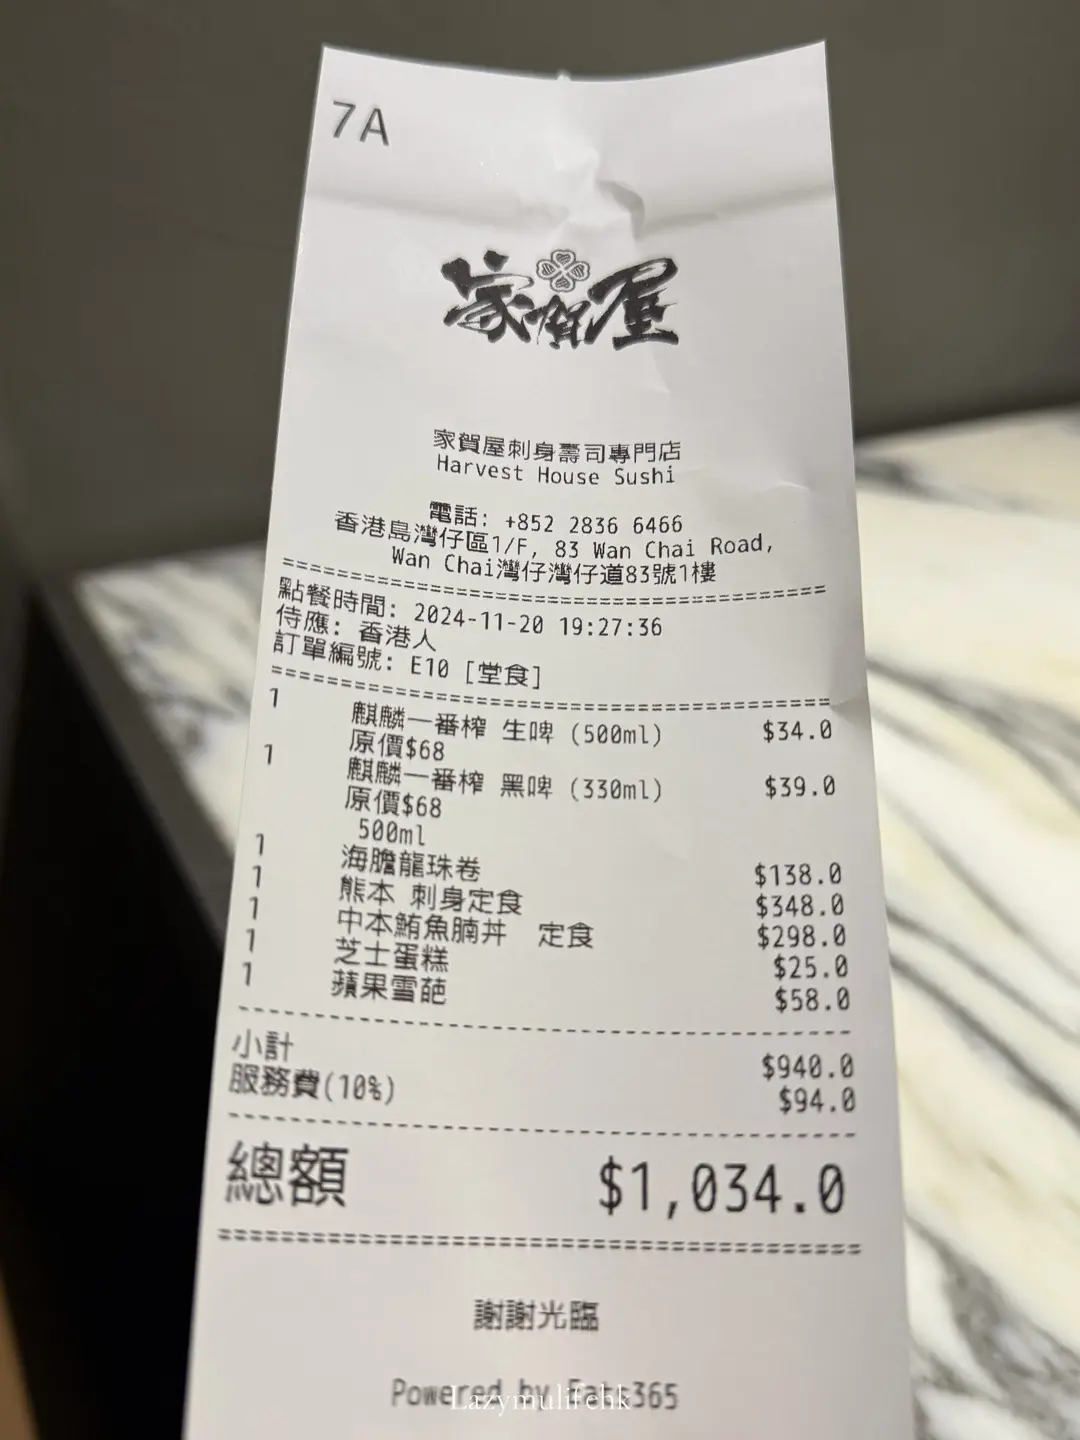 7A
家賀屋
家賀屋刺身壽司專門店
Harvest House Sushi
電話: +852 2836 6466
香港島灣仔區1/F, 83 Wan Chai Road,
Wan Chai灣仔灣仔道83號1樓
點餐時間: 2024-11-20 19:27:36
侍應: 香港人
訂單編號: E10 [堂食]
1 麒麟一番榨 生啤 (500ml) $34.0
原價$68
1 麒麟一番榨 黑啤 (330ml) $39.0
原價$68
500ml
1 海膽龍珠卷 $138.0
1 熊本 刺身定食 $348.0
1 中本鮪魚腩丼 定食 $298.0
1 芝士蛋糕 $25.0
1 蘋果雪葩 $58.0
小計 $940.0
服務費(10%) $94.0
總額 $1,034.0
謝謝光臨
Powered by Eats365
Lazymulifehk